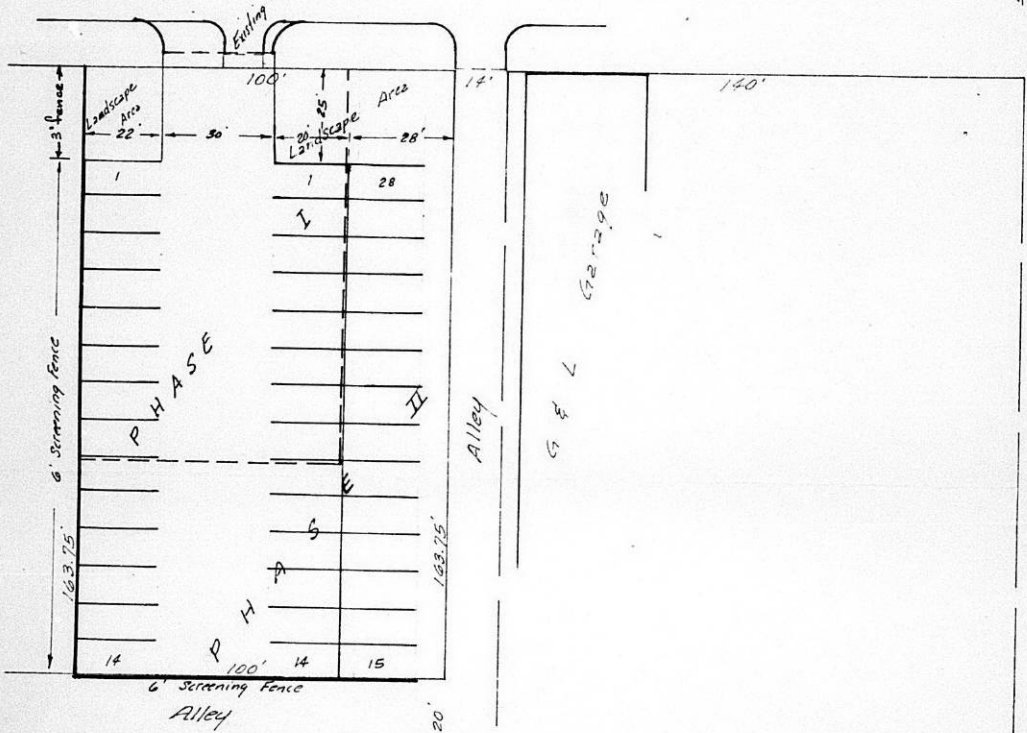 Existing
100'
14'
140'
3' fence
Landscape
Area
22'
30'
25'
20'
Landscape
Area
28'
1
1
28
I
PHASE
6' Screening Fence
163.75'
II
PHASE
163.75'
Alley
G & L Garage
14
100'
14
15
6' Screening Fence
Alley
20'